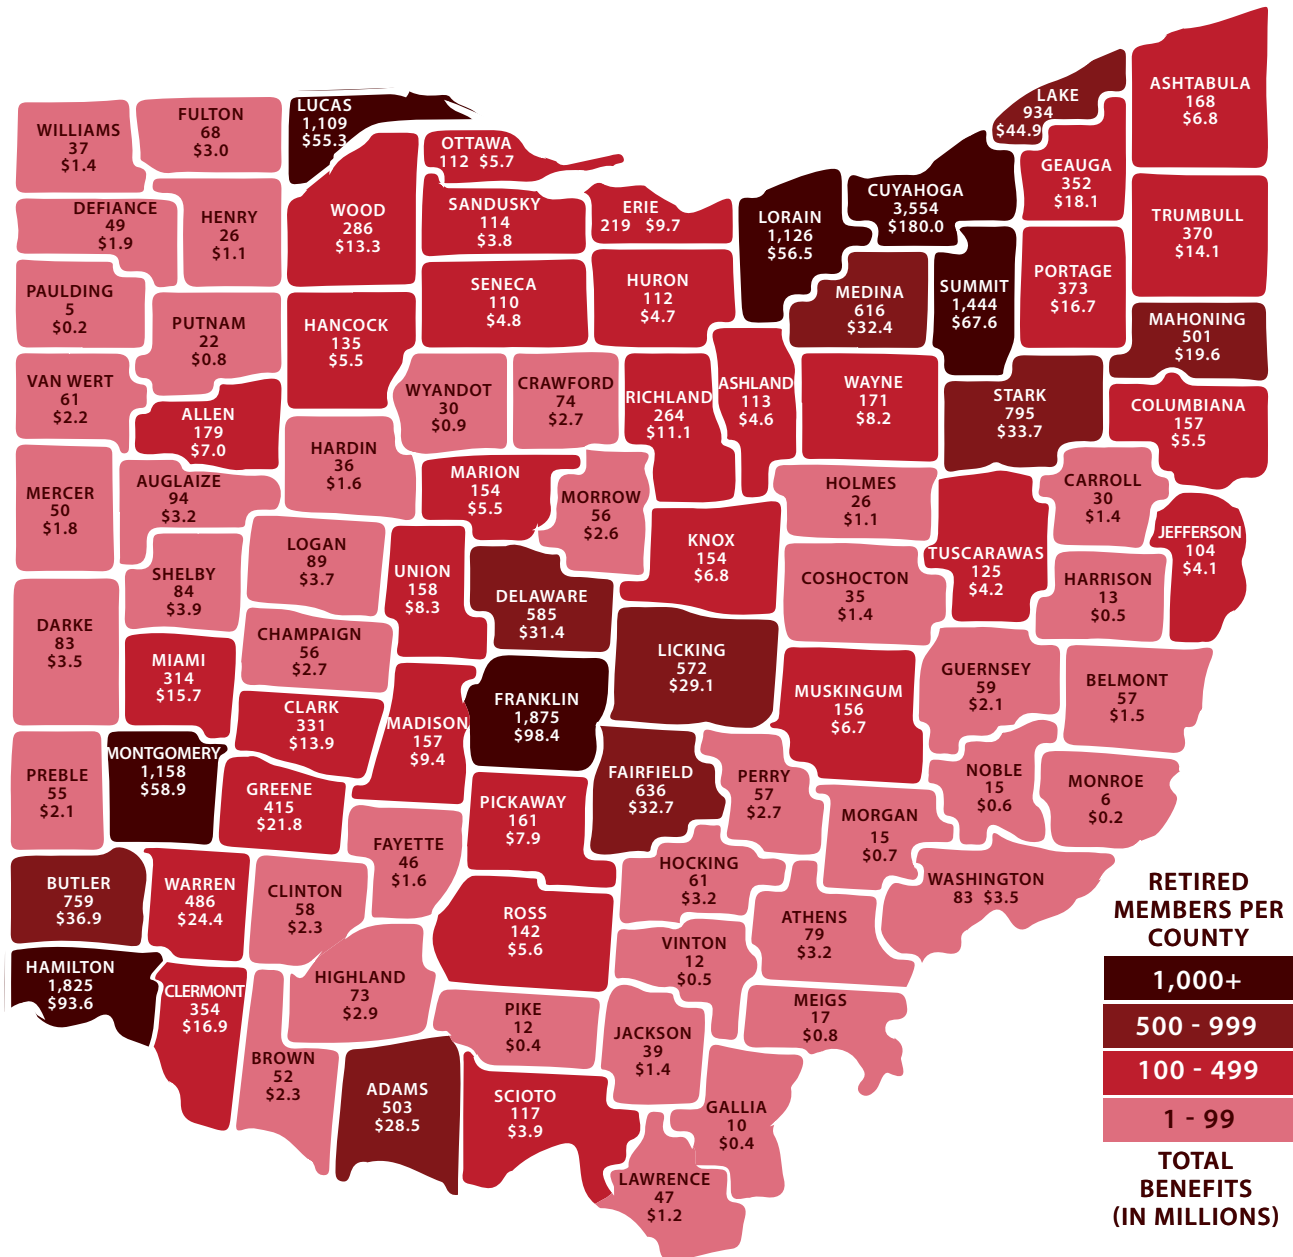 WILLIAMS
37
$1.4
FULTON
68
$3.0
LUCAS
1,109
$55.3
OTTAWA
112 $5.7
LAKE
934
$44.9
ASHTABULA
168
$6.8
GEAUGA
352
$18.1
DEFIANCE
49
$1.9
HENRY
26
$1.1
WOOD
286
$13.3
SANDUSKY
114
$3.8
ERIE
219 $9.7
LORAIN
1,126
$56.5
CUYAHOGA
3,554
$180.0
TRUMBULL
370
$14.1
PAULDING
5
$0.2
PUTNAM
22
$0.8
HANCOCK
135
$5.5
SENECA
110
$4.8
HURON
112
$4.7
MEDINA
616
$32.4
SUMMIT
1,444
$67.6
PORTAGE
373
$16.7
MAHONING
501
$19.6
VAN WERT
61
$2.2
ALLEN
179
$7.0
WYANDOT
30
$0.9
CRAWFORD
74
$2.7
RICHLAND
264
$11.1
ASHLAND
113
$4.6
WAYNE
171
$8.2
STARK
795
$33.7
COLUMBIANA
157
$5.5
MERCER
50
$1.8
AUGLAIZE
94
$3.2
HARDIN
36
$1.6
MARION
154
$5.5
MORROW
56
$2.6
HOLMES
26
$1.1
CARROLL
30
$1.4
JEFFERSON
104
$4.1
LOGAN
89
$3.7
UNION
158
$8.3
KNOX
154
$6.8
TUSCARAWAS
125
$4.2
SHELBY
84
$3.9
DELAWARE
585
$31.4
COSHOCTON
35
$1.4
HARRISON
13
$0.5
DARKE
83
$3.5
MIAMI
314
$15.7
CHAMPAIGN
56
$2.7
LICKING
572
$29.1
GUERNSEY
59
$2.1
BELMONT
57
$1.5
CLARK
331
$13.9
MADISON
157
$9.4
FRANKLIN
1,875
$98.4
MUSKINGUM
156
$6.7
PREBLE
55
$2.1
MONTGOMERY
1,158
$58.9
GREENE
415
$21.8
PICKAWAY
161
$7.9
FAIRFIELD
636
$32.7
PERRY
57
$2.7
MORGAN
15
$0.7
NOBLE
15
$0.6
MONROE
6
$0.2
FAYETTE
46
$1.6
HOCKING
61
$3.2
WASHINGTON
83 $3.5
BUTLER
759
$36.9
WARREN
486
$24.4
CLINTON
58
$2.3
ROSS
142
$5.6
VINTON
12
$0.5
ATHENS
79
$3.2
HAMILTON
1,825
$93.6
CLERMONT
354
$16.9
HIGHLAND
73
$2.9
PIKE
12
$0.4
JACKSON
39
$1.4
MEIGS
17
$0.8
BROWN
52
$2.3
ADAMS
503
$28.5
SCIOTO
117
$3.9
GALLIA
10
$0.4
LAWRENCE
47
$1.2
RETIRED
MEMBERS PER
COUNTY
1,000+
500 - 999
100 - 499
1 - 99
TOTAL
BENEFITS
(IN MILLIONS)